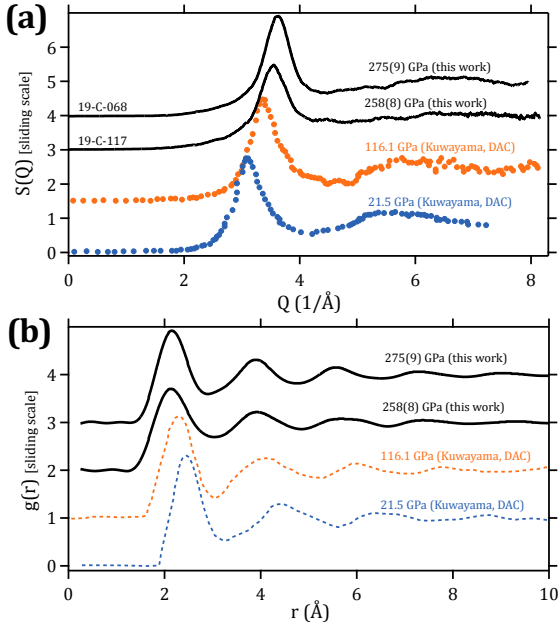 (a)
S(Q) [sliding scale]
6
5
4
3
2
1
0
275(9) GPa (this work)
19-C-068
258(8) GPa (this work)
19-C-117
116.1 GPa (Kuwayama, DAC)
21.5 GPa (Kuwayama, DAC)
0 2 4 6 8
Q (1/Å)
(b)
g(r) [sliding scale]
4
3
2
1
0
275(9) GPa (this work)
258(8) GPa (this work)
116.1 GPa (Kuwayama, DAC)
21.5 GPa (Kuwayama, DAC)
0 2 4 6 8 10
r (Å)